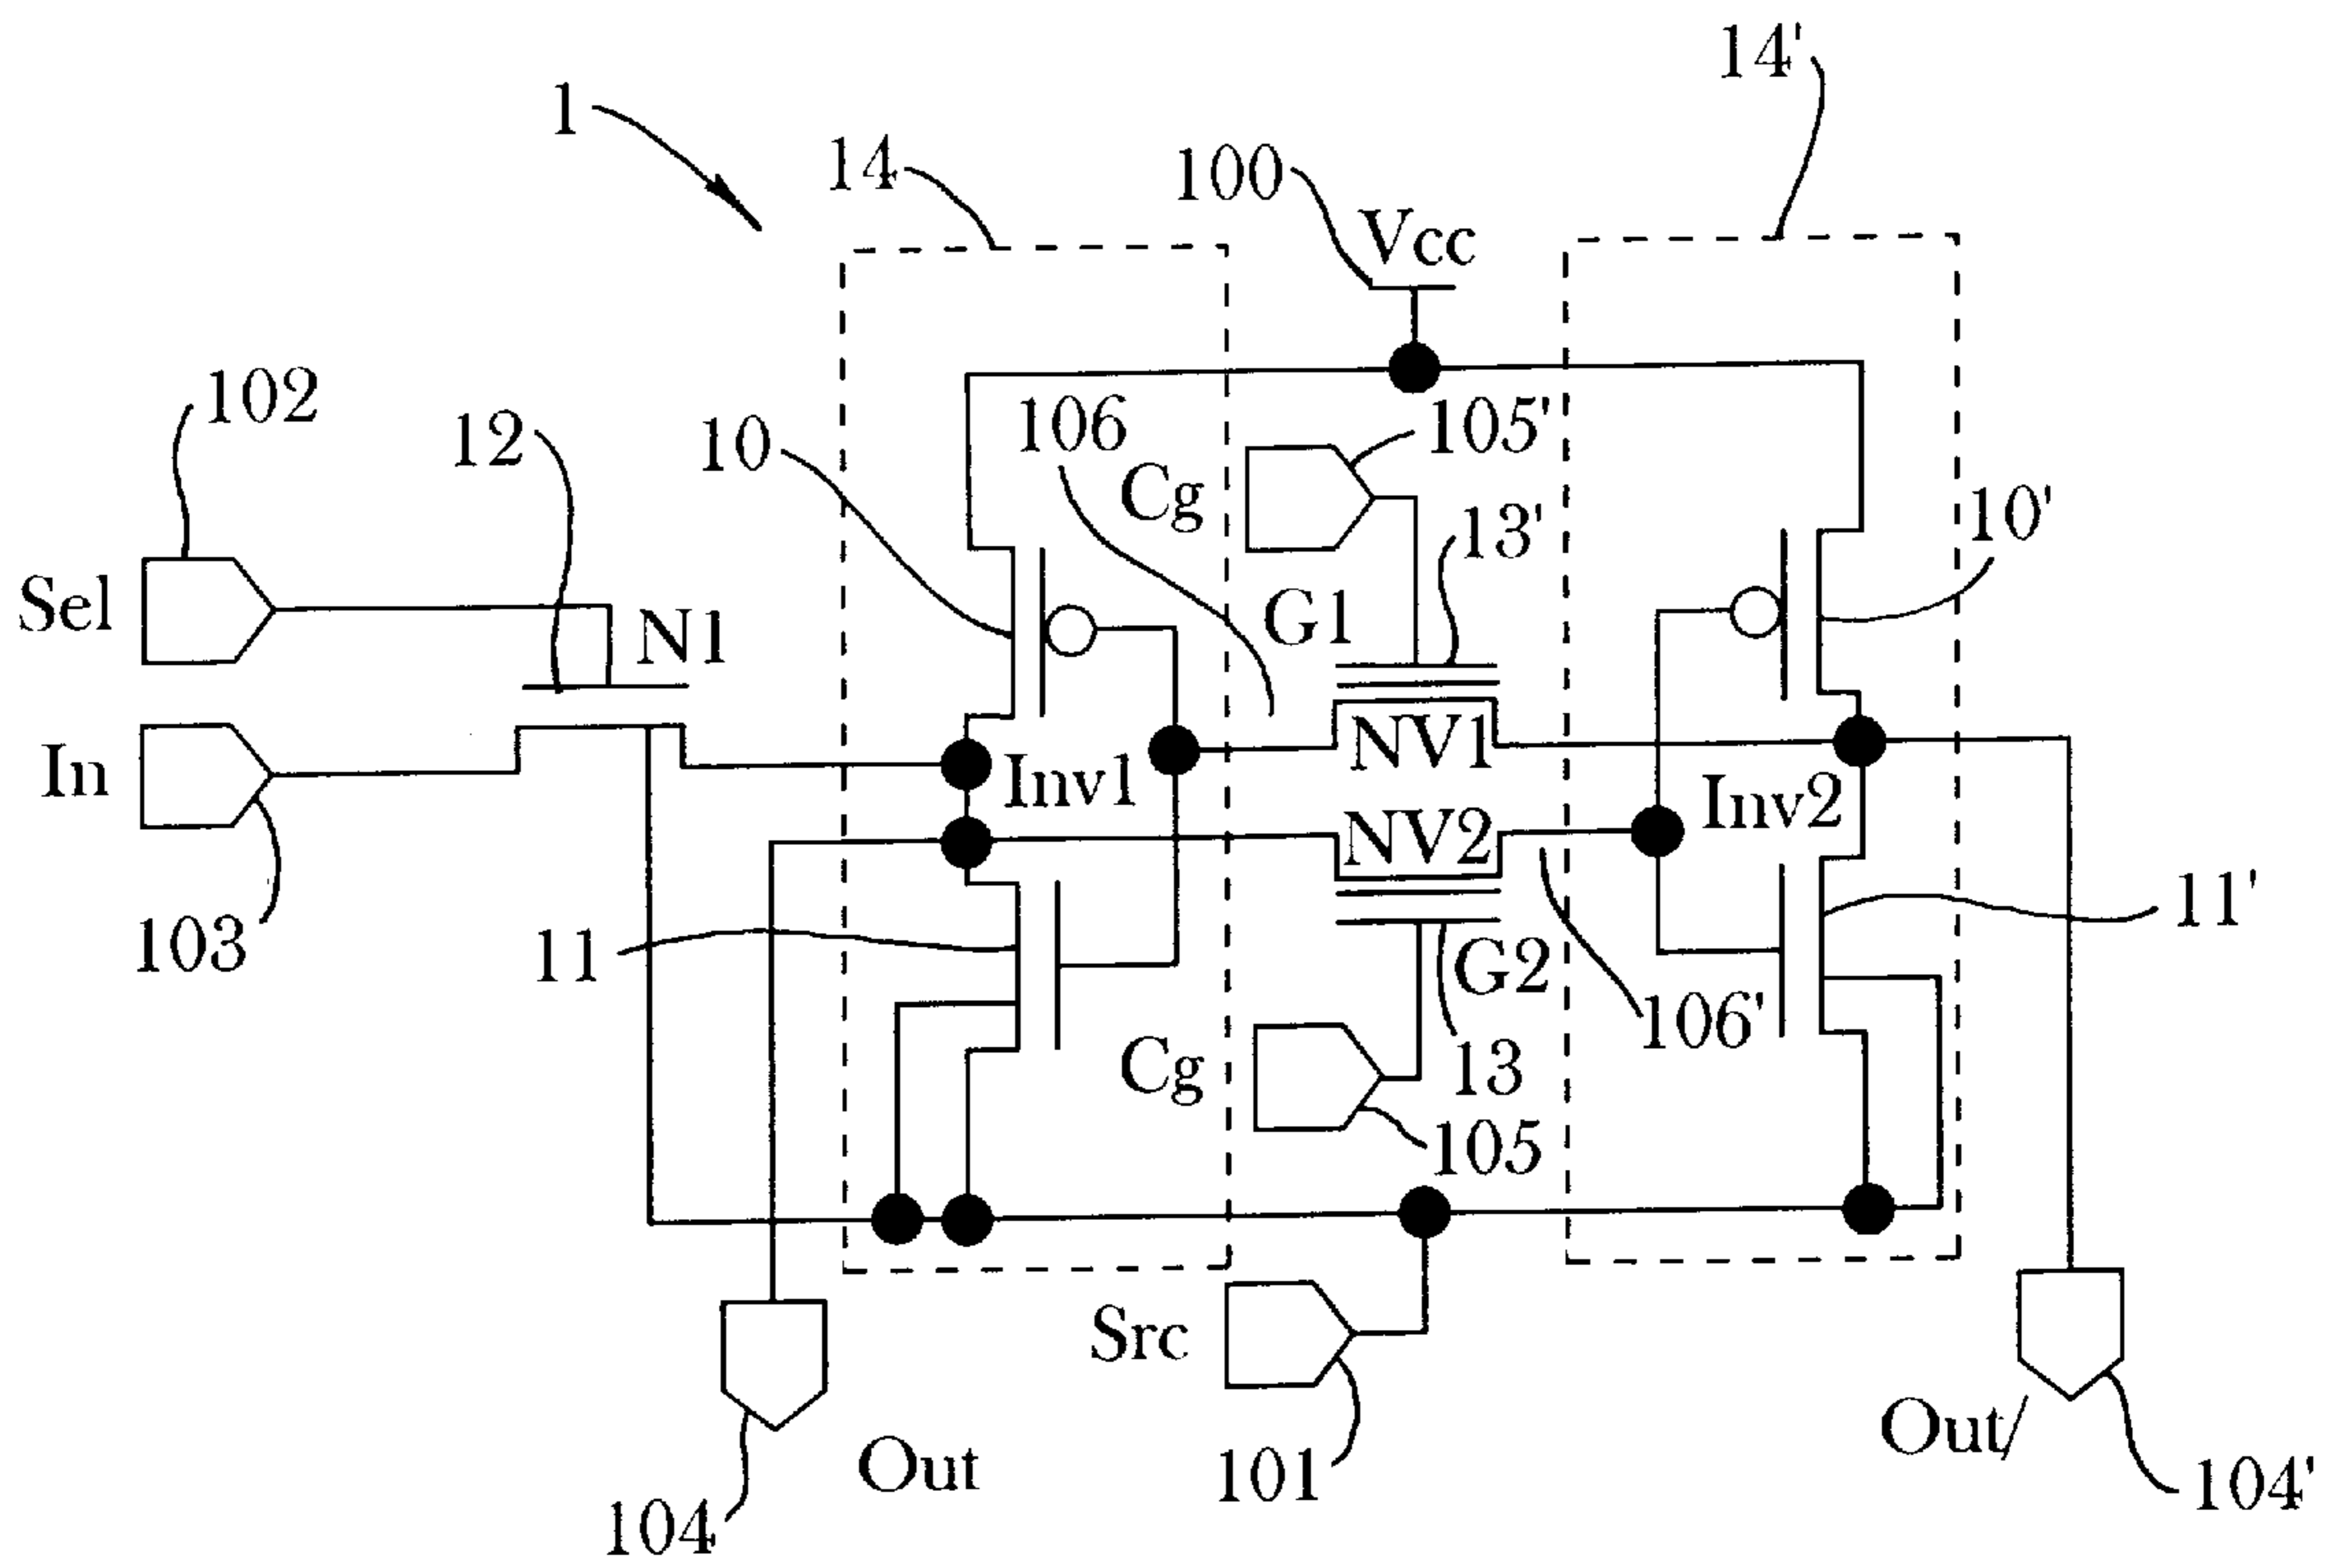 14'
1
14
100
Vcc
102
12
10
106
105'
Cg
10'
13'
Sel
N1
G1
In
Inv1
NV1
Inv2
NV2
103
11
G2
11'
106'
Cg
13
105
Src
Out
101
Out/
104
104'